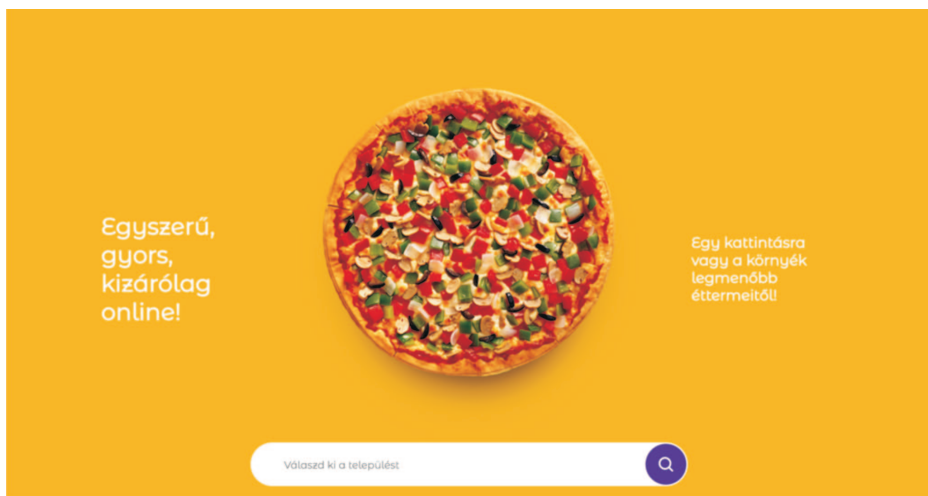 Egyszerű,
gyors,
kizárólag
online!
Egy kattintásra
vagy a környék
legmenőbb
éttermeitől!
Válaszd ki a települést